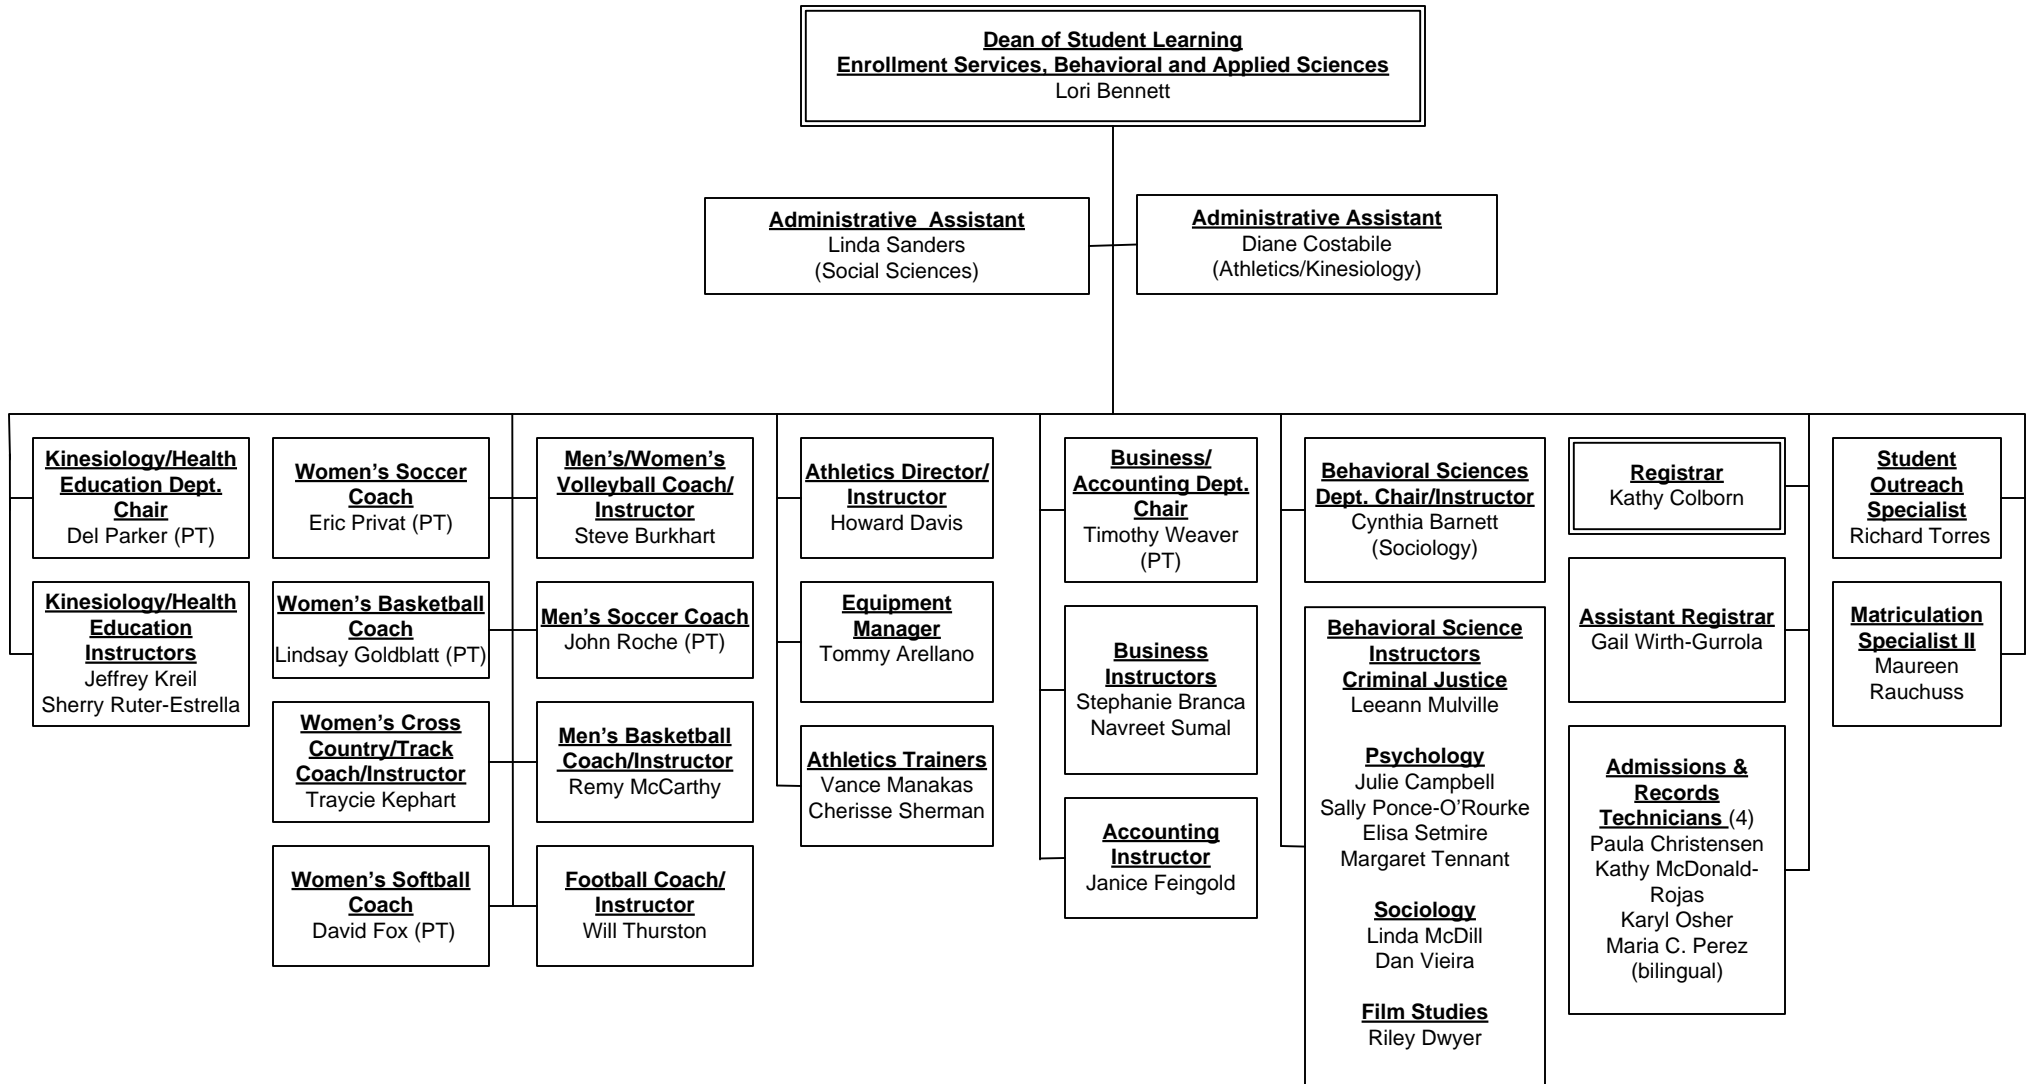 Dean of Student Learning
Enrollment Services, Behavioral and Applied Sciences
Lori Bennett
Administrative Assistant
Linda Sanders
(Social Sciences)
Administrative Assistant
Diane Costabile
(Athletics/Kinesiology)
Kinesiology/Health
Education Dept.
Chair
Del Parker (PT)
Kinesiology/Health
Education
Instructors
Jeffrey Kreil
Sherry Ruter-Estrella
Women’s Soccer
Coach
Eric Privat (PT)
Women’s Basketball
Coach
Lindsay Goldblatt (PT)
Women’s Cross
Country/Track
Coach/Instructor
Traycie Kephart
Women’s Softball
Coach
David Fox (PT)
Men’s/Women’s
Volleyball Coach/
Instructor
Steve Burkhart
Men’s Soccer Coach
John Roche (PT)
Men’s Basketball
Coach/Instructor
Remy McCarthy
Football Coach/
Instructor
Will Thurston
Athletics Director/
Instructor
Howard Davis
Equipment
Manager
Tommy Arellano
Athletics Trainers
Vance Manakas
Cherisse Sherman
Business/
Accounting Dept.
Chair
Timothy Weaver
(PT)
Business
Instructors
Stephanie Branca
Navreet Sumal
Accounting
Instructor
Janice Feingold
Behavioral Sciences
Dept. Chair/Instructor
Cynthia Barnett
(Sociology)
Behavioral Science
Instructors
Criminal Justice
Leeann Mulville
Psychology
Julie Campbell
Sally Ponce-O’Rourke
Elisa Setmire
Margaret Tennant
Sociology
Linda McDill
Dan Vieira
Film Studies
Riley Dwyer
Registrar
Kathy Colborn
Assistant Registrar
Gail Wirth-Gurrola
Admissions &
Records
Technicians (4)
Paula Christensen
Kathy McDonald-
Rojas
Karyl Osher
Maria C. Perez
(bilingual)
Student
Outreach
Specialist
Richard Torres
Matriculation
Specialist II
Maureen
Rauchuss